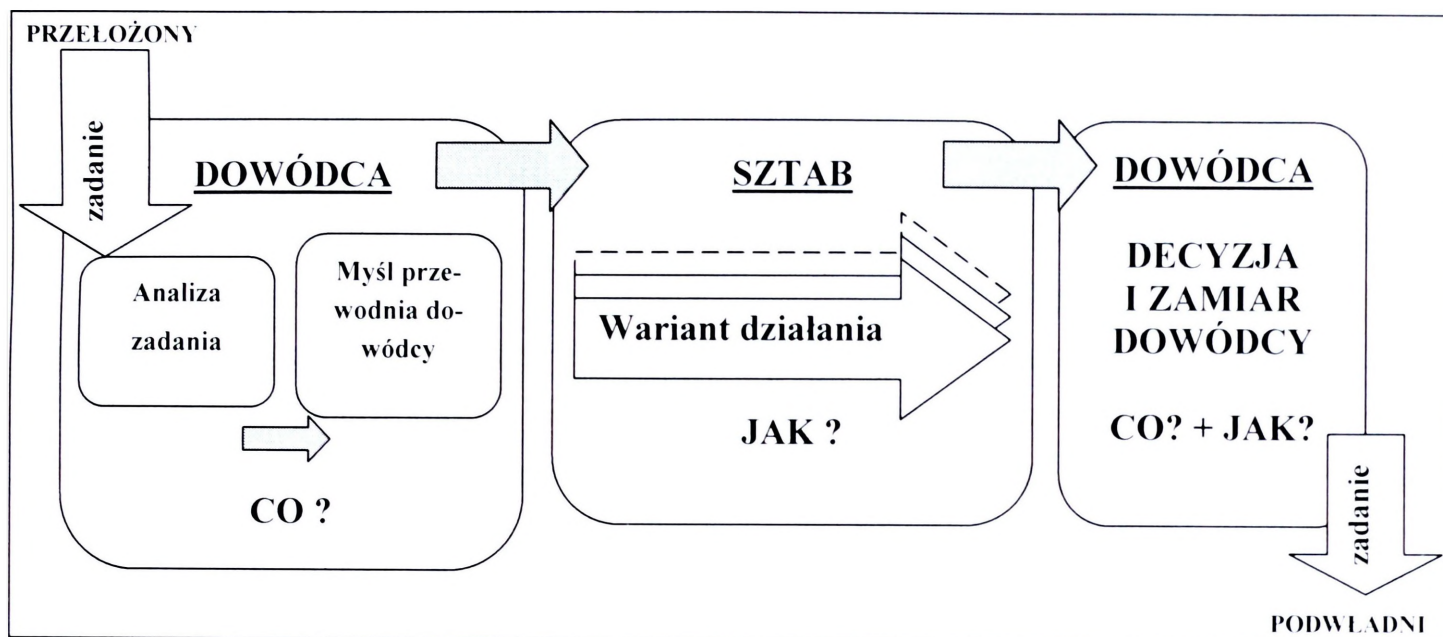 PRZEŁOŻONY
zadanie
DOWÓDCA
Analiza
zadania
Myśl prze-
wodnia do-
wódcy
CO ?
SZTAB
Wariant działania
JAK ?
DOWÓDCA
DECYZJA
I ZAMIAR
DOWÓDCY
CO? + JAK?
zadanie
PODWŁADNI